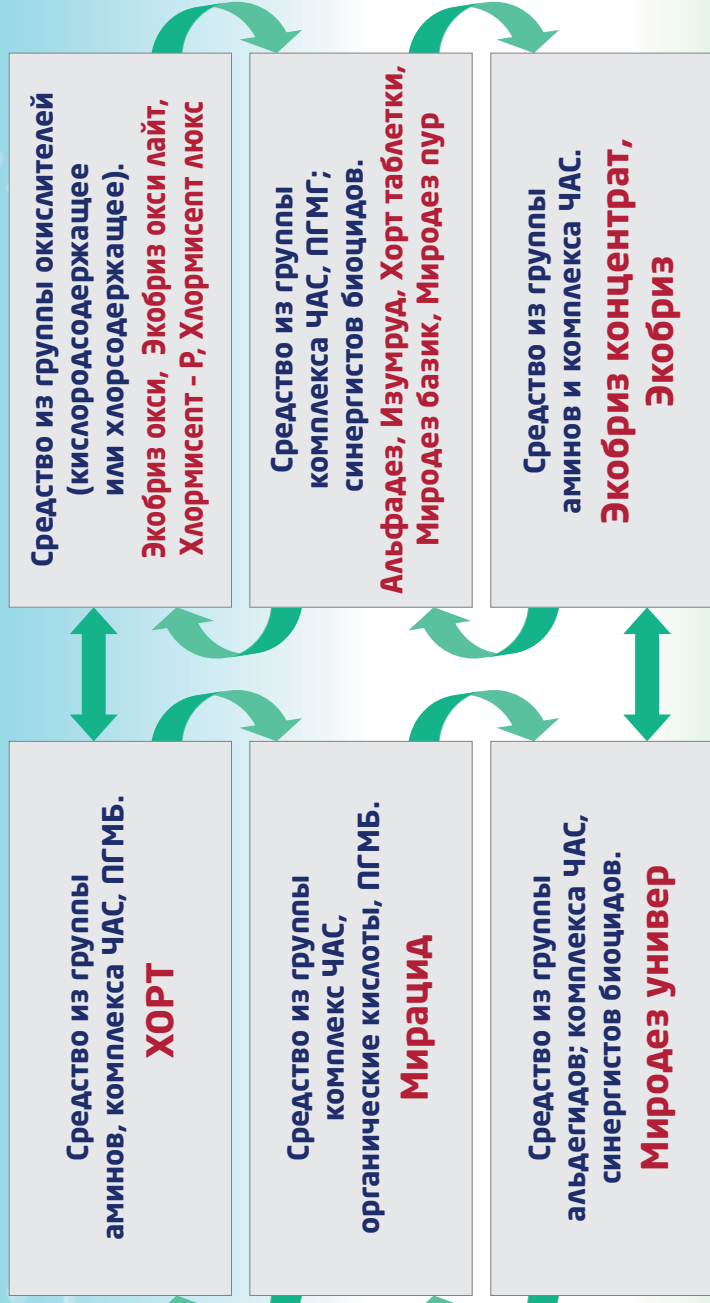 Средство из группы
аминов, комплекса ЧАС, ПГМБ.
ХОРТ
Средство из группы окислителей
(кислородсодержащее
или хлорсодержащее).
Экобриз окси, Экобриз окси лайт,
Хлормисепт – Р, Хлормисепт люкс
Средство из группы
комплекс ЧАС,
органические кислоты, ПГМБ.
Мирацид
Средство из группы
комплекса ЧАС, ПГМГ;
синергистов биоцидов.
Альфадез, Изумруд, Хорт таблетки,
Миродез базик, Миродез пур
Средство из группы
альдегидов; комплекса ЧАС,
синергистов биоцидов.
Миродез универ
Средство из группы
аминов и комплекса ЧАС.
Экобриз концентрат,
Экобриз